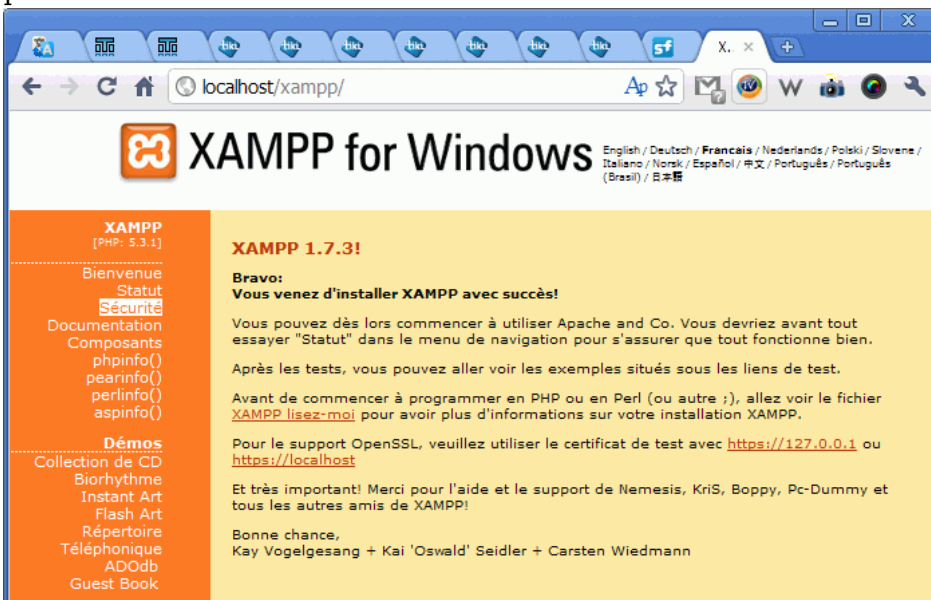 X.
localhost/xampp/
XAMPP for Windows
English / Deutsch / Francais / Nederlands / Polski / Slovene /
Italiano / Norsk / Español / 中文 / Português / Português
(Brasil) / 日本語
XAMPP
[PHP: 5.3.1]
Bienvenue
Statut
Sécurité
Documentation
Composants
phpinfo()
pearinfo()
perlinfo()
aspinfo()
Démos
Collection de CD
Biorhythme
Instant Art
Flash Art
Répertoire
Téléphonique
ADOdb
Guest Book
XAMPP 1.7.3!
Bravo:
Vous venez d'installer XAMPP avec succès!
Vous pouvez dès lors commencer à utiliser Apache and Co. Vous devriez avant tout
essayer "Statut" dans le menu de navigation pour s'assurer que tout fonctionne bien.
Après les tests, vous pouvez aller voir les exemples situés sous les liens de test.
Avant de commencer à programmer en PHP ou en Perl (ou autre ;), allez voir le fichier
XAMPP lisez-moi pour avoir plus d'informations sur votre installation XAMPP.
Pour le support OpenSSL, veuillez utiliser le certificat de test avec https://127.0.0.1 ou
https://localhost
Et très important! Merci pour l'aide et le support de Nemesis, KriS, Boppy, Pc-Dummy et
tous les autres amis de XAMPP!
Bonne chance,
Kay Vogelgesang + Kai 'Oswald' Seidler + Carsten Wiedmann